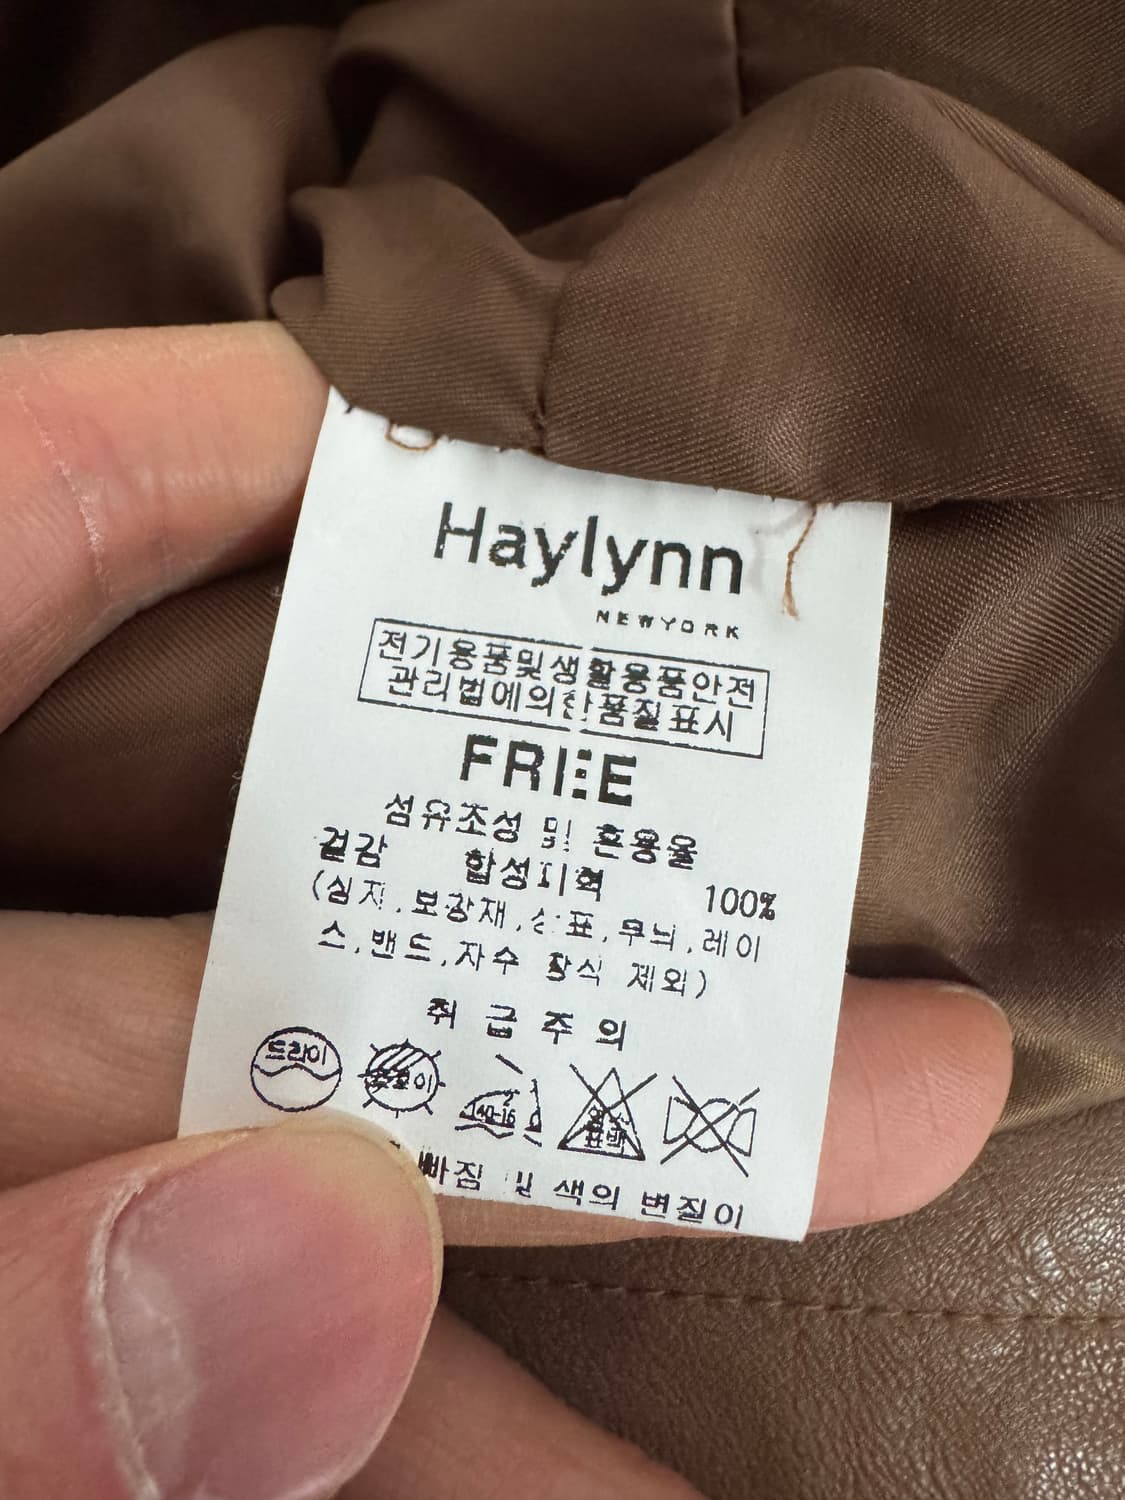 Haylynn
NEWYORK
전기용품및생활용품안전
관리법에의한품질표시
FREE
섬유조성 및 혼용율
겉감 합성피혁 100%
(심지,보강재,상표,무늬,레이
스,밴드,자수 장식 제외)
취급주의
드라이
40-16
빠짐 및 색의 변질이